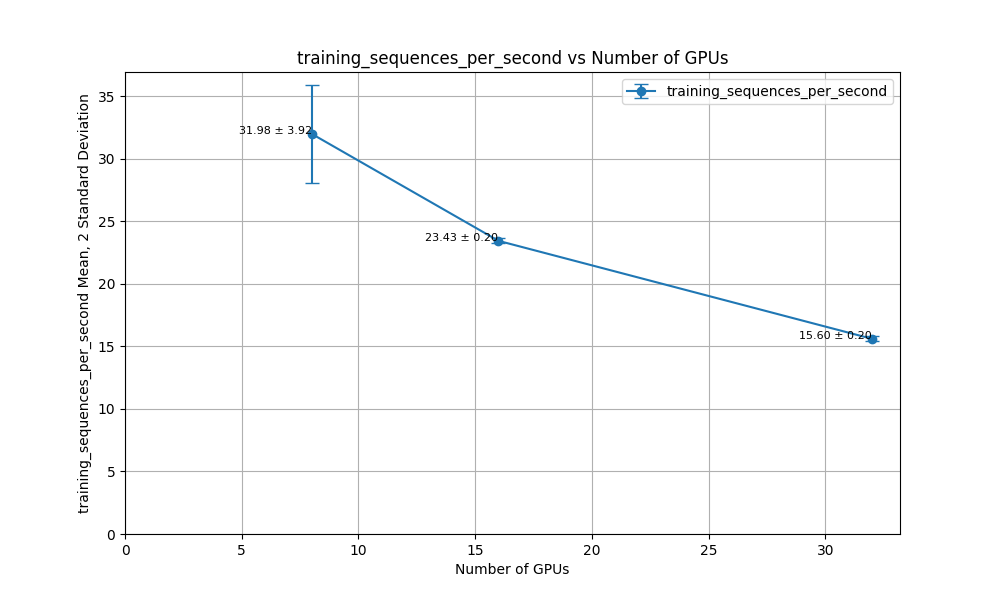 training_sequences_per_second vs Number of GPUs
training_sequences_per_second
training_sequences_per_second Mean, 2 Standard Deviation
35
30
25
20
15
10
5
0
31.98 ± 3.92
23.43 ± 0.20
15.60 ± 0.20
0 5 10 15 20 25 30
Number of GPUs